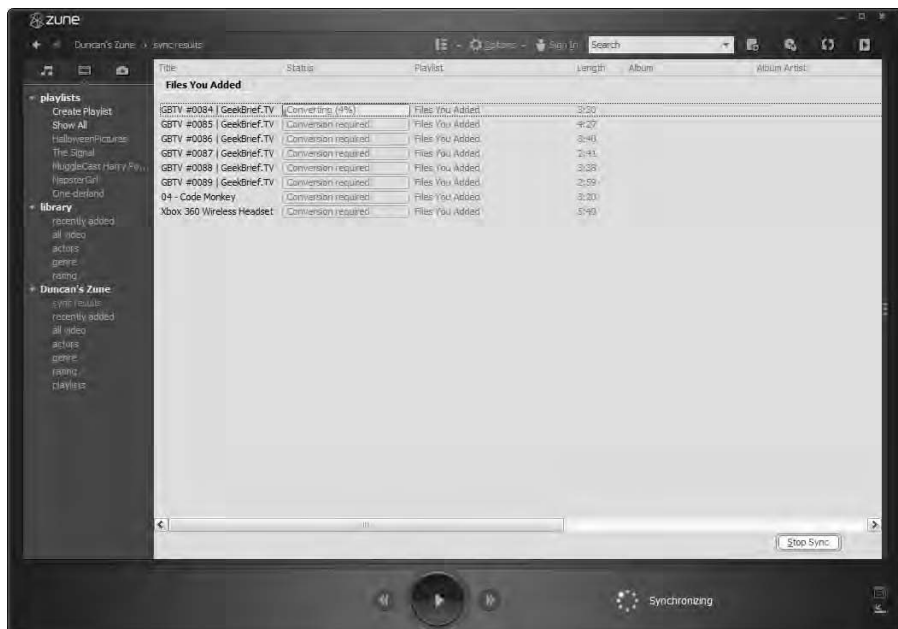 zune
Duncan's Zune sync results
Options Sign In Search
Title Status Playlist Length Album Album Artist
Files You Added
GBTV #0084 | GeekBrief.TV Converting (4%) Files You Added 3:30
GBTV #0085 | GeekBrief.TV Conversion required Files You Added 4:27
GBTV #0086 | GeekBrief.TV Conversion required Files You Added 3:40
GBTV #0087 | GeekBrief.TV Conversion required Files You Added 2:41
GBTV #0088 | GeekBrief.TV Conversion required Files You Added 3:38
GBTV #0089 | GeekBrief.TV Conversion required Files You Added 2:59
04 - Code Monkey Conversion required Files You Added 3:20
Xbox 360 Wireless Headset Conversion required Files You Added 5:40
playlists
Create Playlist
Show All
HalloweenPictures
The Signal
MuggleCast Harry Po...
NapsterGirl
library
recently added
all video
actors
genre
rating
Duncan's Zune
sync results
recently added
all video
actors
genre
rating
playlists
Stop Sync
Synchronizing